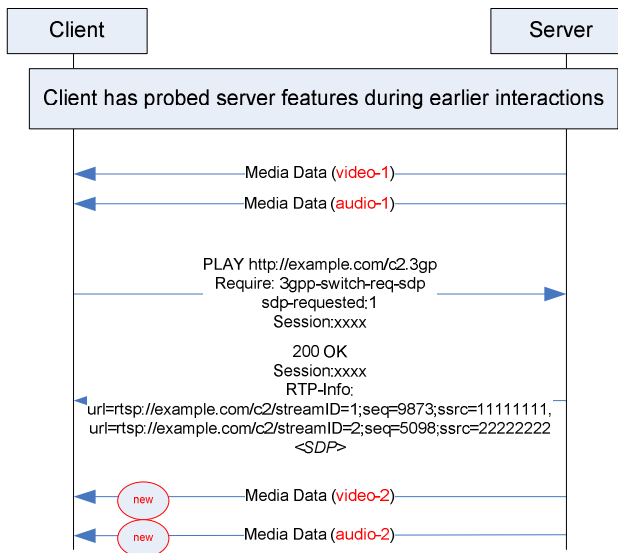 Client
Server
Client has probed server features during earlier interactions
Media Data (video-1)
Media Data (audio-1)
PLAY http://example.com/c2.3gp
Require: 3gpp-switch-req-sdp
sdp-requested:1
Session:xxxx
200 OK
Session:xxxx
RTP-Info:
url=rtsp://example.com/c2/streamID=1;seq=9873;ssrc=11111111,
url=rtsp://example.com/c2/streamID=2;seq=5098;ssrc=22222222
<SDP>
new
Media Data (video-2)
new
Media Data (audio-2)